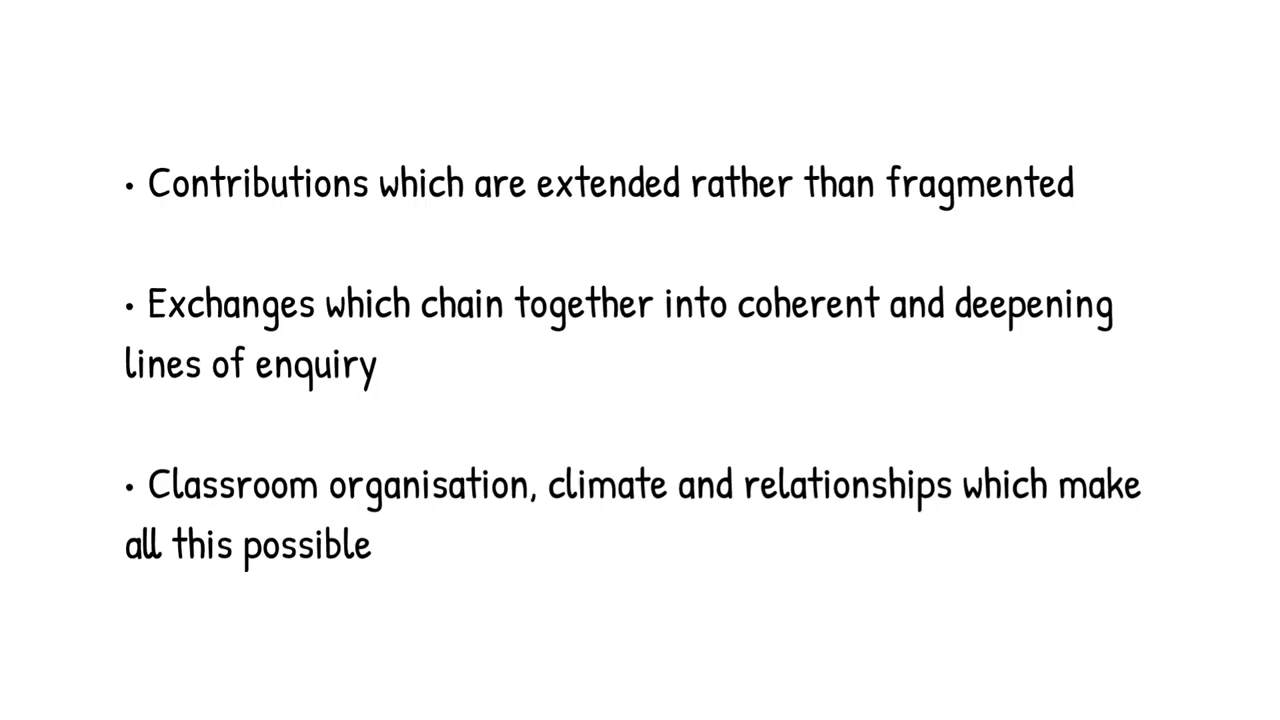 • Contributions which are extended rather than fragmented
• Exchanges which chain together into coherent and deepening
lines of enquiry
• Classroom organisation, climate and relationships which make
all this possible